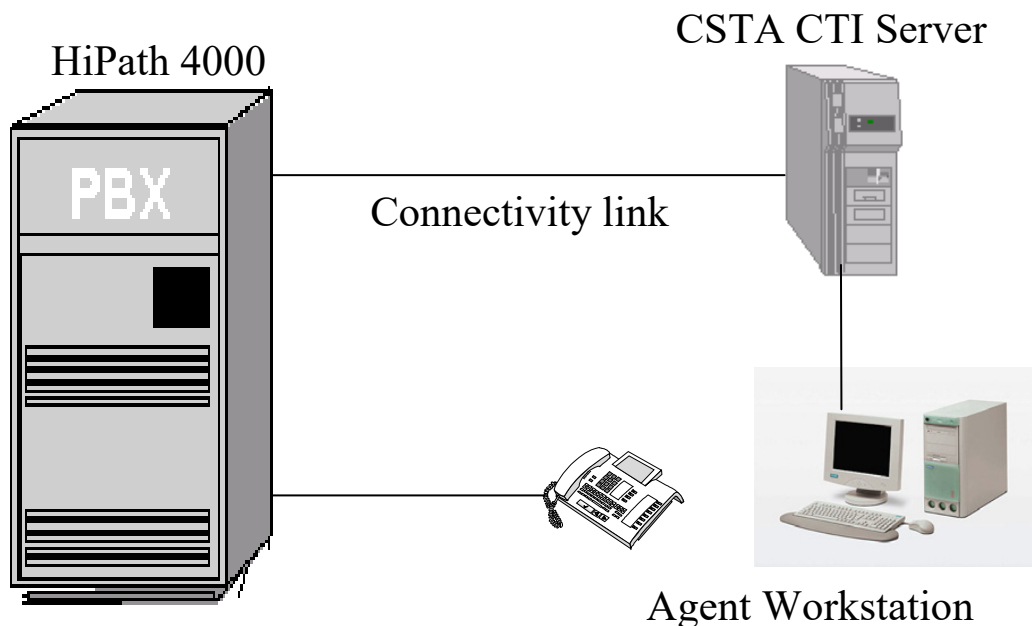 CSTA CTI Server
HiPath 4000
PBX
Connectivity link
Agent Workstation